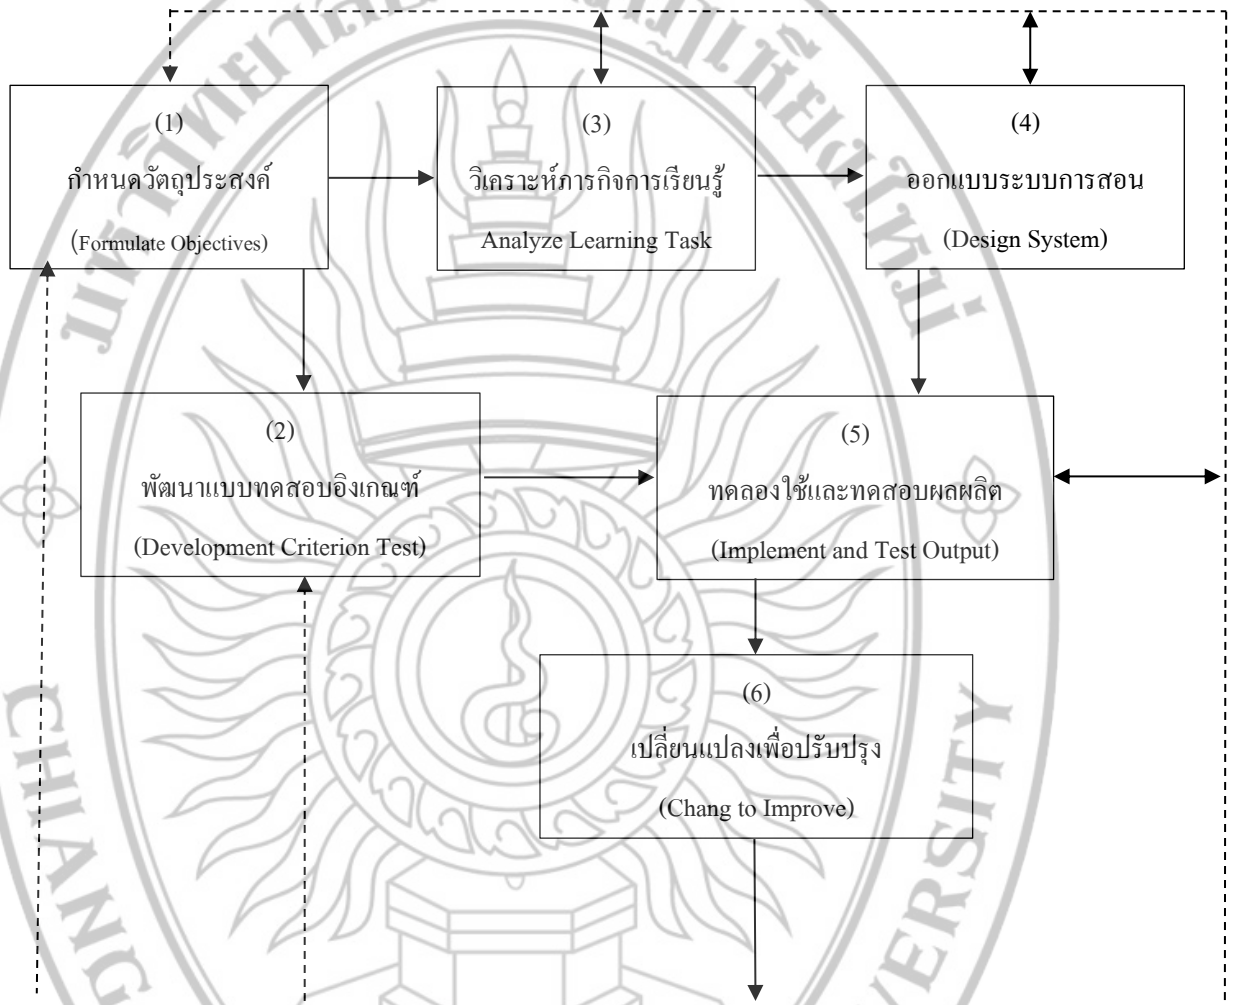 (1)
กำหนดวัตถุประสงค์
(Formulate Objectives)
(3)
วิเคราะห์ภารกิจการเรียนรู้
Analyze Learning Task
(4)
ออกแบบระบบการสอน
(Design System)
(2)
พัฒนาแบบทดสอบอิงเกณฑ์
(Development Criterion Test)
(5)
ทดลองใช้และทดสอบผลผลิต
(Implement and Test Output)
(6)
เปลี่ยนแปลงเพื่อปรับปรุง
(Chang to Improve)
CHIANG
VERSITY